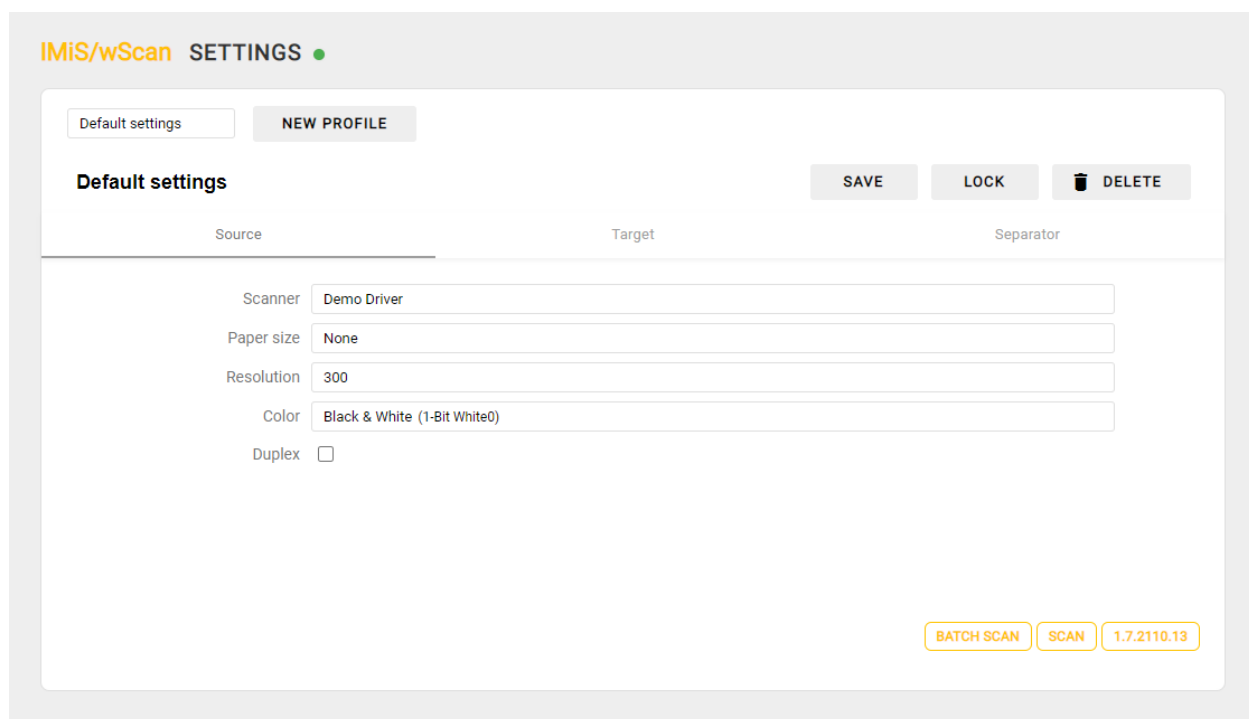 IMiS/wScan SETTINGS
Default settings NEW PROFILE
Default settings SAVE LOCK DELETE
Source Target Separator
Scanner Demo Driver
Paper size None
Resolution 300
Color Black & White (1-Bit White0)
Duplex
BATCH SCAN SCAN 1.7.2110.13